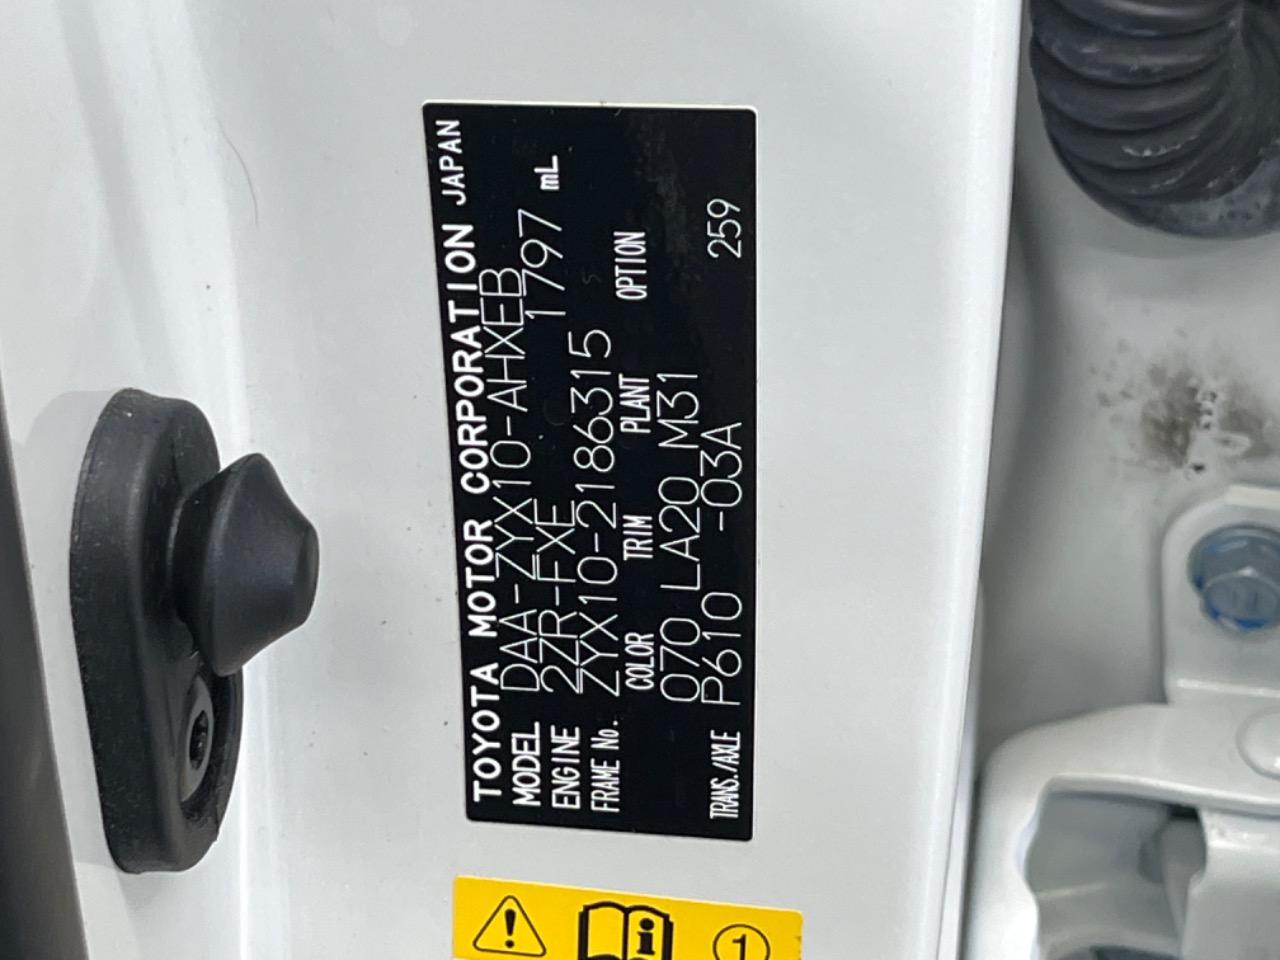 TOYOTA MOTOR CORPORATION JAPAN
MODEL DAA-ZYX10-AHXEB
ENGINE 2ZR-FXE 1797 mL
FRAME No. ZYX10-2186315
COLOR TRIM PLANT OPTION
070 LA20 M31
TRANS./AXLE P610 -03A 259
1